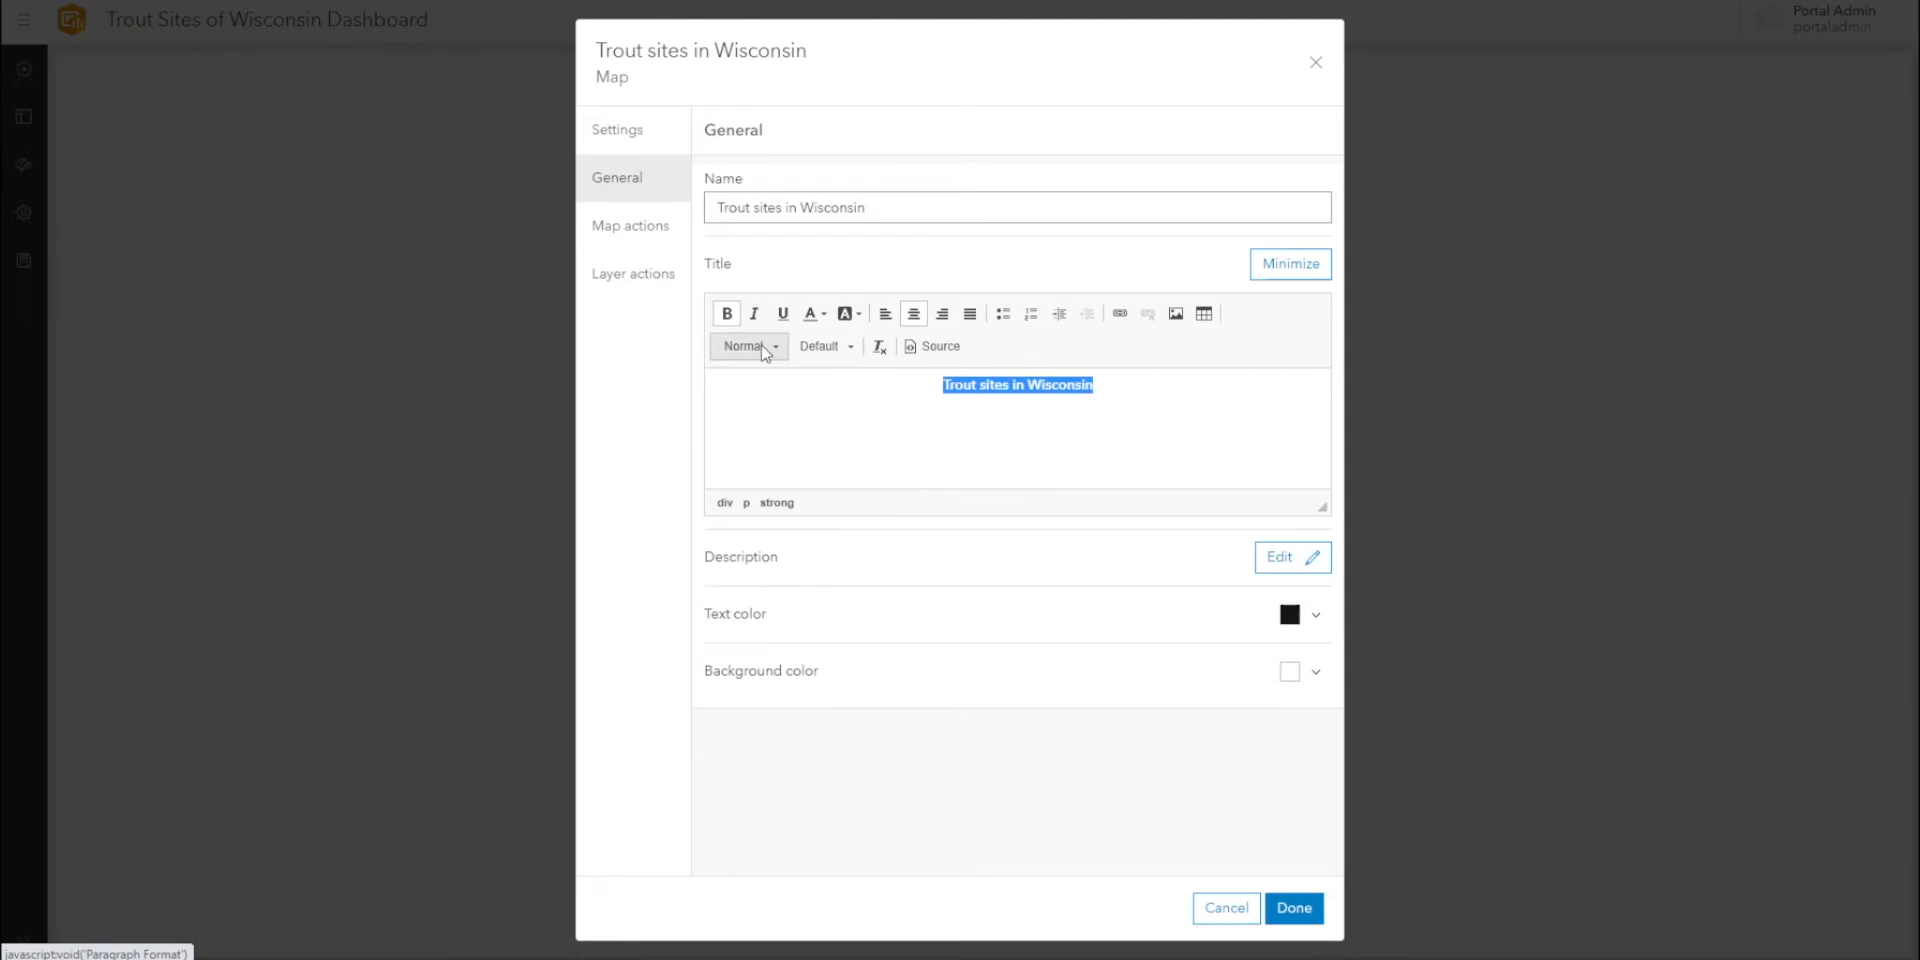 Trout Sites of Wisconsin Dashboard
Portal Admin
portaladmin
Trout sites in Wisconsin
Map
Settings
General
Map actions
Layer actions
General
Name
Trout sites in Wisconsin
Title
Minimize
B I U A A
Normal Default Source
Trout sites in Wisconsin
div p strong
Description
Edit
Text color
Background color
Cancel
Done
javascript:void('Paragraph Format')